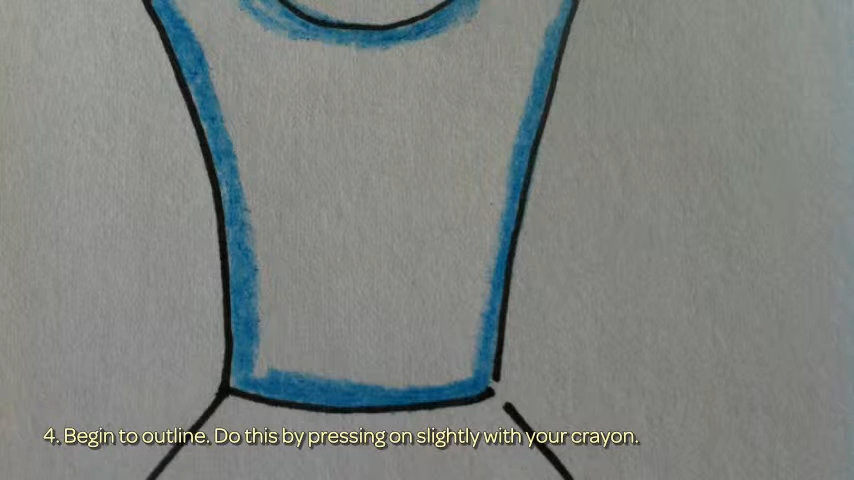 4. Begin to outline. Do this by pressing on slightly with your crayon.